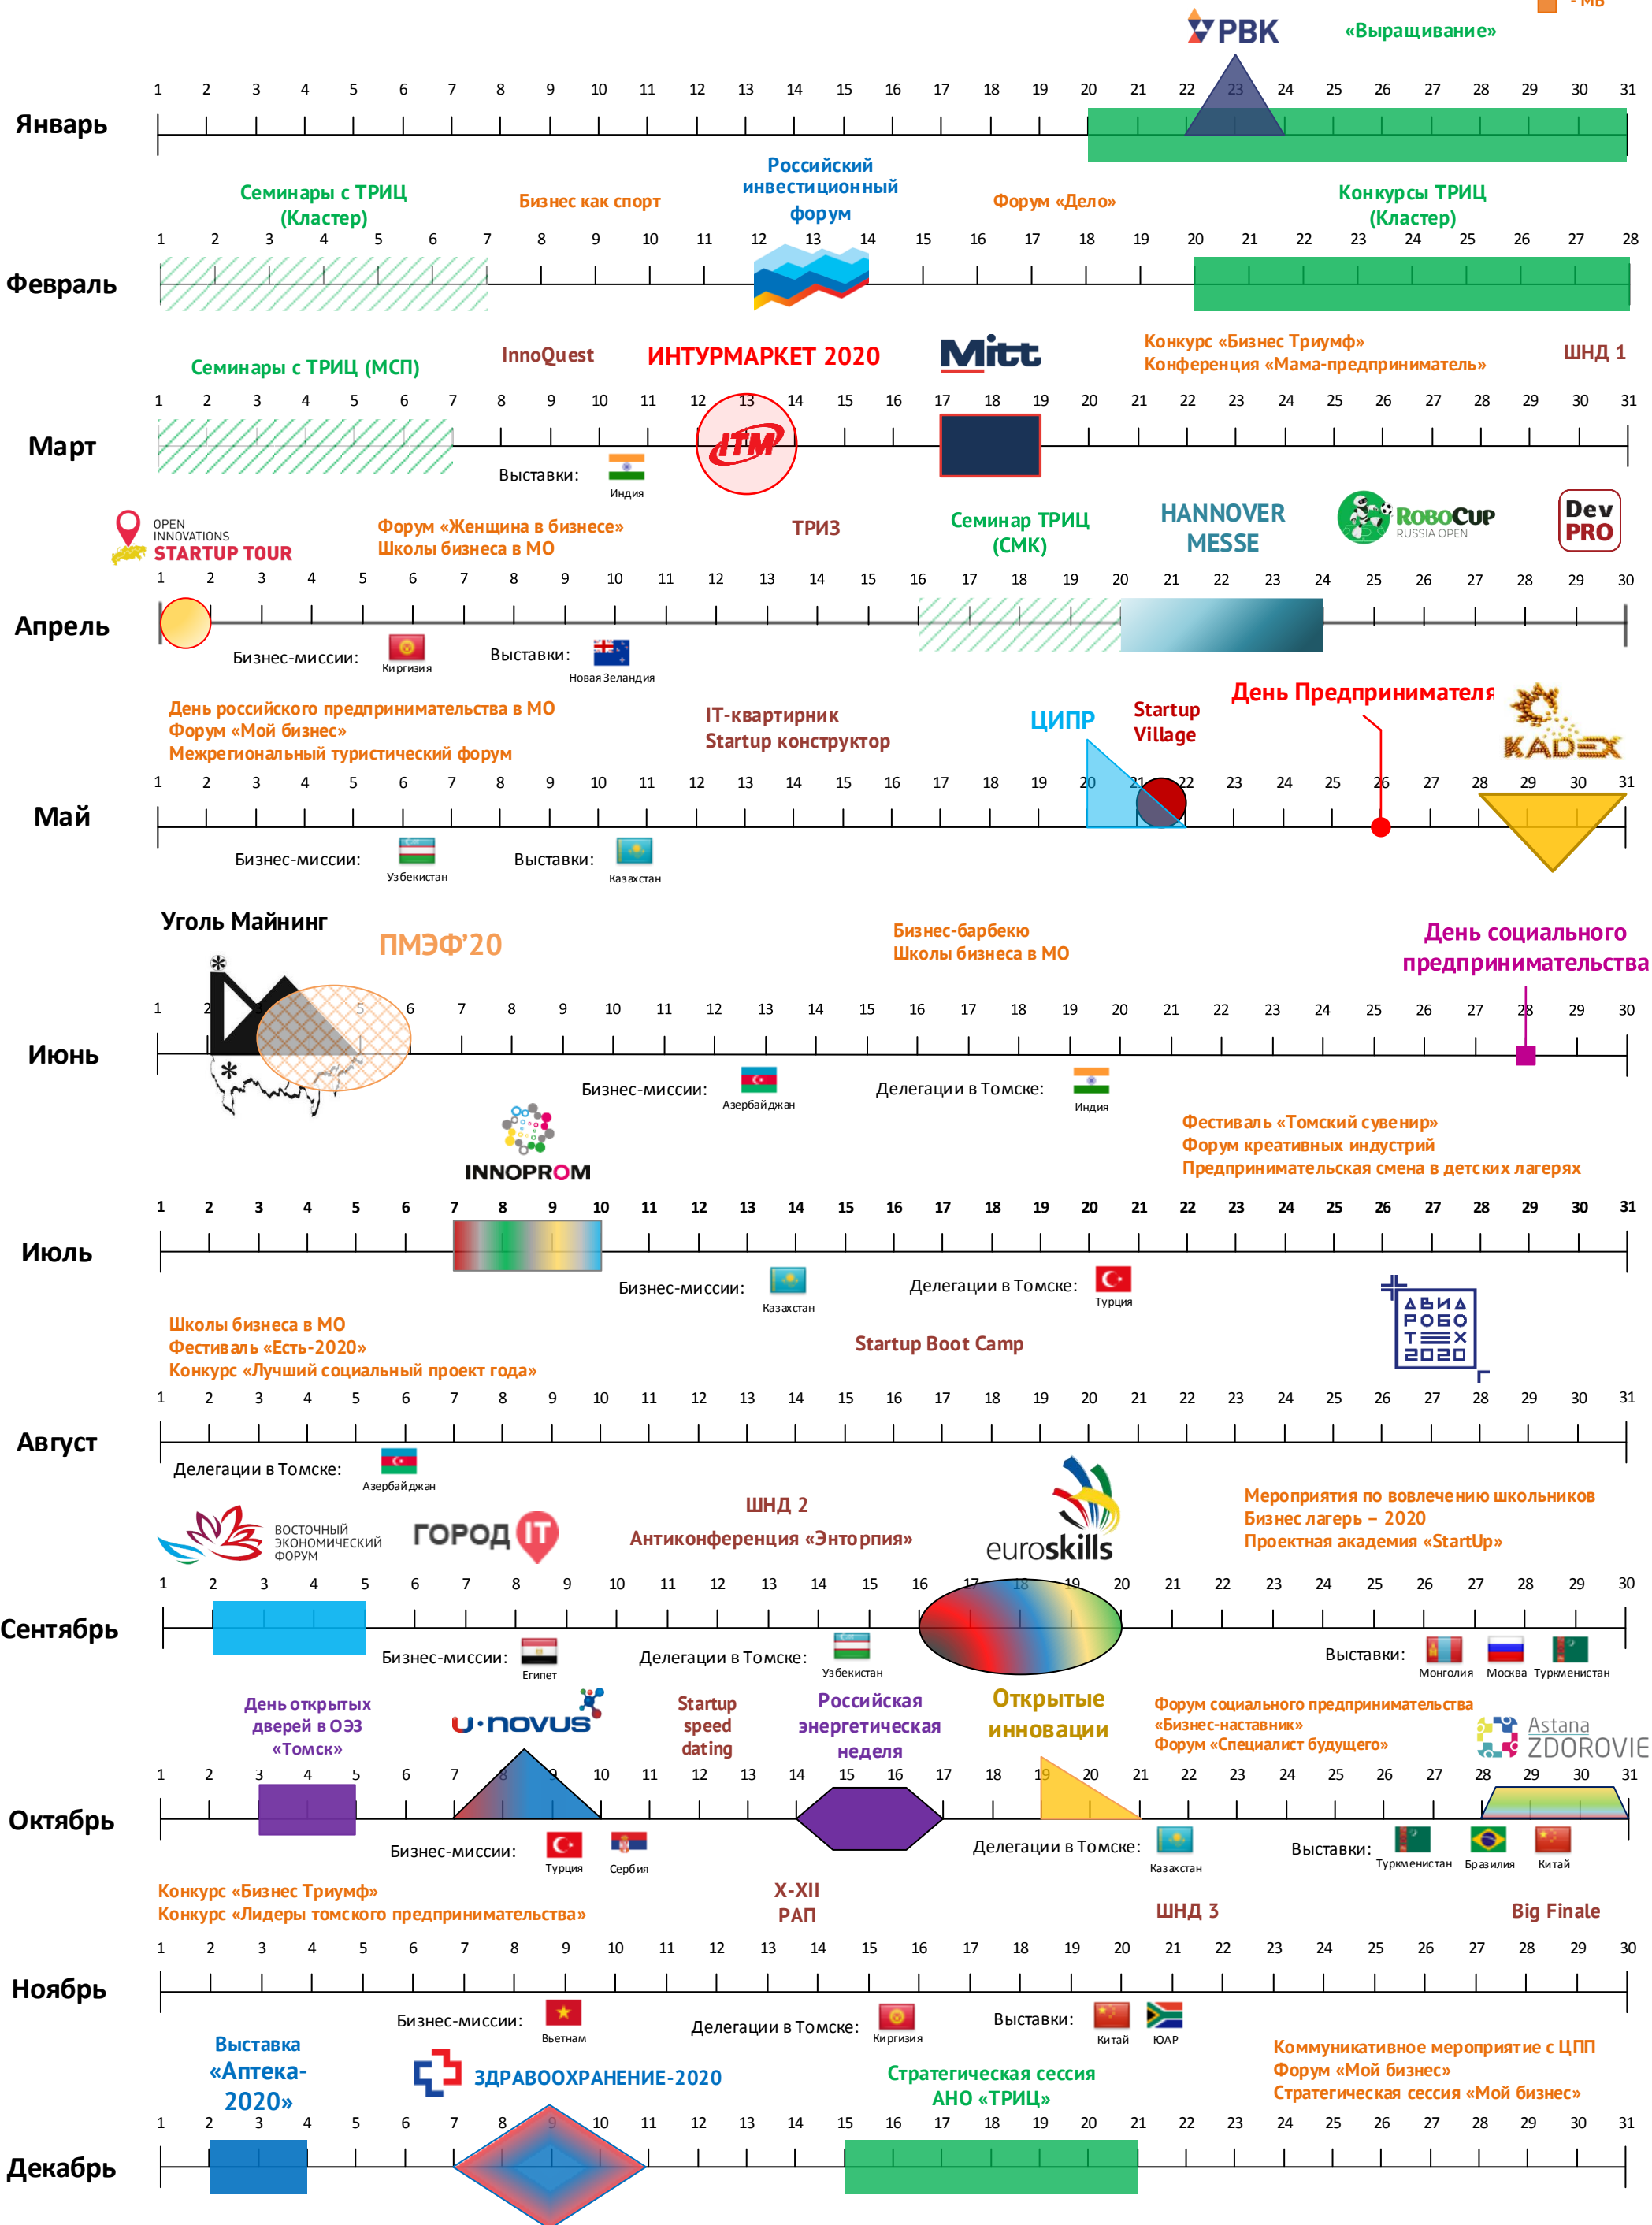 - МБ
РВК
«Выращивание»
1 2 3 4 5 6 7 8 9 10 11 12 13 14 15 16 17 18 19 20 21 22 23 24 25 26 27 28 29 30 31
Январь
Семинары с ТРИЦ
(Кластер)
Бизнес как спорт
Российский
инвестиционный
форум
Форум «Дело»
Конкурсы ТРИЦ
(Кластер)
1 2 3 4 5 6 7 8 9 10 11 12 13 14 15 16 17 18 19 20 21 22 23 24 25 26 27 28
Февраль
Семинары с ТРИЦ (МСП)
InnoQuest
ИНТУРМАРКЕТ 2020
Mitt
Конкурс «Бизнес Триумф»
Конференция «Мама-предприниматель»
ШНД 1
1 2 3 4 5 6 7 8 9 10 11 12 13 14 15 16 17 18 19 20 21 22 23 24 25 26 27 28 29 30 31
Март
ITM
Выставки:
Индия
OPEN
INNOVATIONS
STARTUP TOUR
Форум «Женщина в бизнесе»
Школы бизнеса в МО
ТРИЗ
Семинар ТРИЦ
(СМК)
HANNOVER
MESSE
ROBOCUP
RUSSIA OPEN
Dev
PRO
1 2 3 4 5 6 7 8 9 10 11 12 13 14 15 16 17 18 19 20 21 22 23 24 25 26 27 28 29 30
Апрель
Бизнес-миссии:
Киргизия
Выставки:
Новая Зеландия
День российского предпринимательства в МО
Форум «Мой бизнес»
Межрегиональный туристический форум
IT-квартирник
Startup конструктор
ЦИПР
Startup
Village
День Предпринимателя
KADEX
1 2 3 4 5 6 7 8 9 10 11 12 13 14 15 16 17 18 19 20 21 22 23 24 25 26 27 28 29 30 31
Май
Бизнес-миссии:
Узбекистан
Выставки:
Казахстан
Уголь Майнинг
ПМЭФ’20
Бизнес-барбекю
Школы бизнеса в МО
День социального
предпринимательства
1 2 3 5 6 7 8 9 10 11 12 13 14 15 16 17 18 19 20 21 22 23 24 25 26 27 28 29 30
Июнь
Бизнес-миссии:
Азербайджан
Делегации в Томске:
Индия
INNOPROM
Фестиваль «Томский сувенир»
Форум креативных индустрий
Предпринимательская смена в детских лагерях
1 2 3 4 5 6 7 8 9 10 11 12 13 14 15 16 17 18 19 20 21 22 23 24 25 26 27 28 29 30 31
Июль
Бизнес-миссии:
Казахстан
Делегации в Томске:
Турция
Школы бизнеса в МО
Фестиваль «Есть-2020»
Конкурс «Лучший социальный проект года»
Startup Boot Camp
АВИА
РОБО
ТЕХ
2020
1 2 3 4 5 6 7 8 9 10 11 12 13 14 15 16 17 18 19 20 21 22 23 24 25 26 27 28 29 30 31
Август
Делегации в Томске:
Азербайджан
ВОСТОЧНЫЙ
ЭКОНОМИЧЕСКИЙ
ФОРУМ
ГОРОД IT
ШНД 2
Антиконференция «Энторпия»
euroskills
Мероприятия по вовлечению школьников
Бизнес лагерь – 2020
Проектная академия «StartUp»
1 2 3 4 5 6 7 8 9 10 11 12 13 14 15 16 17 18 19 20 21 22 23 24 25 26 27 28 29 30
Сентябрь
Бизнес-миссии:
Египет
Делегации в Томске:
Узбекистан
Выставки:
Монголия Москва Туркменистан
День открытых
дверей в ОЭЗ
«Томск»
U·NOVUS
Startup
speed
dating
Российская
энергетическая
неделя
Открытые
инновации
Форум социального предпринимательства
«Бизнес-наставник»
Форум «Специалист будущего»
Astana
ZDOROVIE
1 2 3 4 5 6 7 8 9 10 11 12 13 14 15 16 17 18 19 20 21 22 23 24 25 26 27 28 29 30 31
Октябрь
Бизнес-миссии:
Турция Сербия
Делегации в Томске:
Казахстан
Выставки:
Туркменистан Бразилия Китай
Конкурс «Бизнес Триумф»
Конкурс «Лидеры томского предпринимательства»
X-XII
РАП
ШНД 3
Big Finale
1 2 3 4 5 6 7 8 9 10 11 12 13 14 15 16 17 18 19 20 21 22 23 24 25 26 27 28 29 30
Ноябрь
Бизнес-миссии:
Вьетнам
Делегации в Томске:
Киргизия
Выставки:
Китай ЮАР
Выставка
«Аптека-
2020»
ЗДРАВООХРАНЕНИЕ-2020
Стратегическая сессия
АНО «ТРИЦ»
Коммуникативное мероприятие с ЦПП
Форум «Мой бизнес»
Стратегическая сессия «Мой бизнес»
1 2 3 4 5 6 7 8 9 10 11 12 13 14 15 16 17 18 19 20 21 22 23 24 25 26 27 28 29 30 31
Декабрь